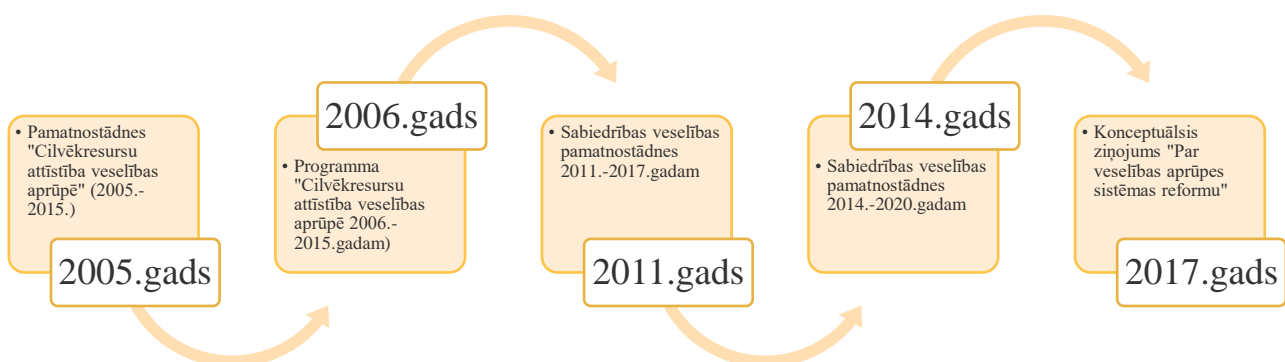 • Pamatnostādnes
"Cilvēkresursu
attīstība veselības
aprūpē" (2005.-
2015.)
2005.gads
2006.gads
• Programma
"Cilvēkresursu
attīstība veselības
aprūpē 2006.-
2015.gadam)
• Sabiedrības veselības
pamatnostādnes
2011.-2017.gadam
2011.gads
2014.gads
• Sabiedrības veselības
pamatnostādnes
2014.-2020.gadam
• Konceptuālsis
ziņojums "Par
veselības aprūpes
sistēmas reformu"
2017.gads